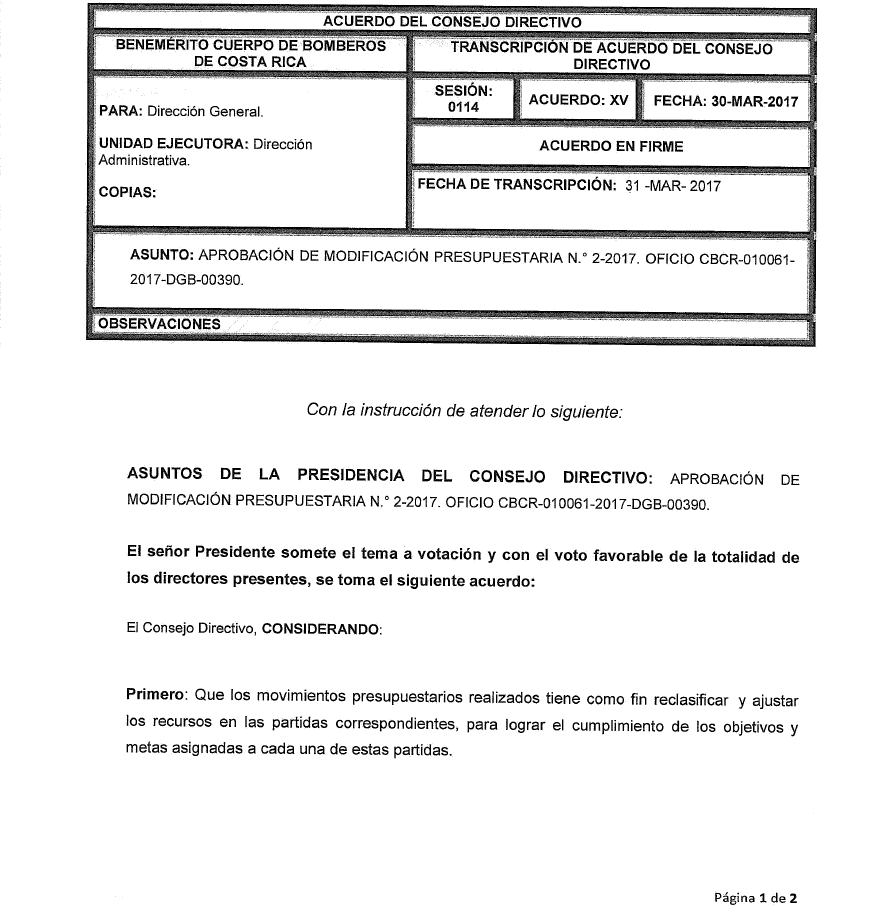 ACUERDO DEL CONSEJO DIRECTIVO
BENEMÉRITO CUERPO DE BOMBEROS
DE COSTA RICA
TRANSCRIPCIÓN DE ACUERDO DEL CONSEJO
DIRECTIVO
PARA: Dirección General.
UNIDAD EJECUTORA: Dirección
Administrativa.
COPIAS:
SESIÓN:
0114
ACUERDO: XV
FECHA: 30-MAR-2017
ACUERDO EN FIRME
FECHA DE TRANSCRIPCIÓN: 31 -MAR- 2017
ASUNTO: APROBACIÓN DE MODIFICACIÓN PRESUPUESTARIA N.° 2-2017. OFICIO CBCR-010061-
2017-DGB-00390.
OBSERVACIONES
Con la instrucción de atender lo siguiente:
ASUNTOS DE LA PRESIDENCIA DEL CONSEJO DIRECTIVO: APROBACIÓN DE
MODIFICACIÓN PRESUPUESTARIA N.° 2-2017. OFICIO CBCR-010061-2017-DGB-00390.
El señor Presidente somete el tema a votación y con el voto favorable de la totalidad de
los directores presentes, se toma el siguiente acuerdo:
El Consejo Directivo, CONSIDERANDO:
Primero: Que los movimientos presupuestarios realizados tiene como fin reclasificar y ajustar
los recursos en las partidas correspondientes, para lograr el cumplimiento de los objetivos y
metas asignadas a cada una de estas partidas.
Página 1 de 2